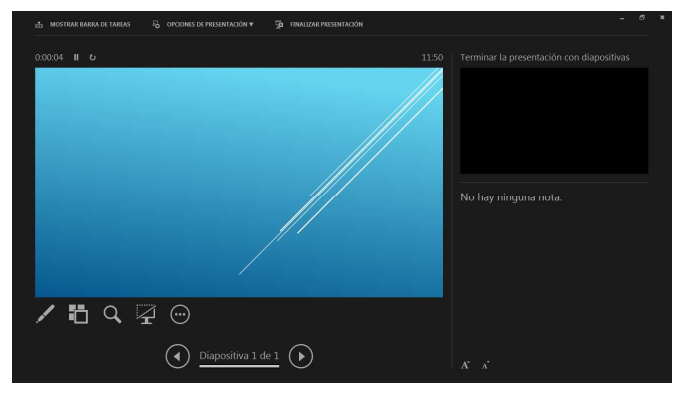 MOSTRAR BARRA DE TAREAS
OPCIONES DE PRESENTACIÓN ▼
FINALIZAR PRESENTACIÓN
0:00:04
11:50
Terminar la presentación con diapositivas
No hay ninguna nota.
Diapositiva 1 de 1
A A